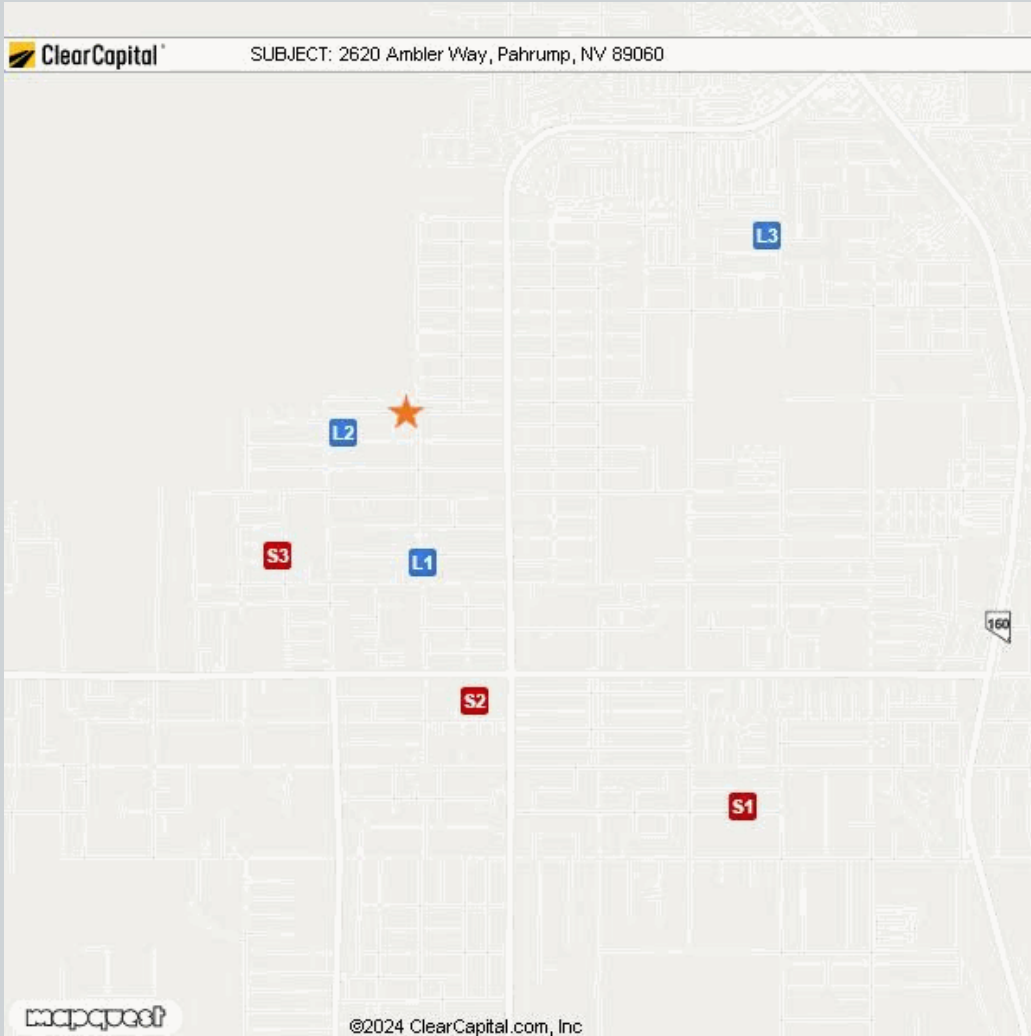 ClearCapital SUBJECT: 2620 Ambler Way, Pahrump, NV 89060
L3
L2
S3
L1
160
S2
S1
mapquest
©2024 ClearCapital.com, Inc